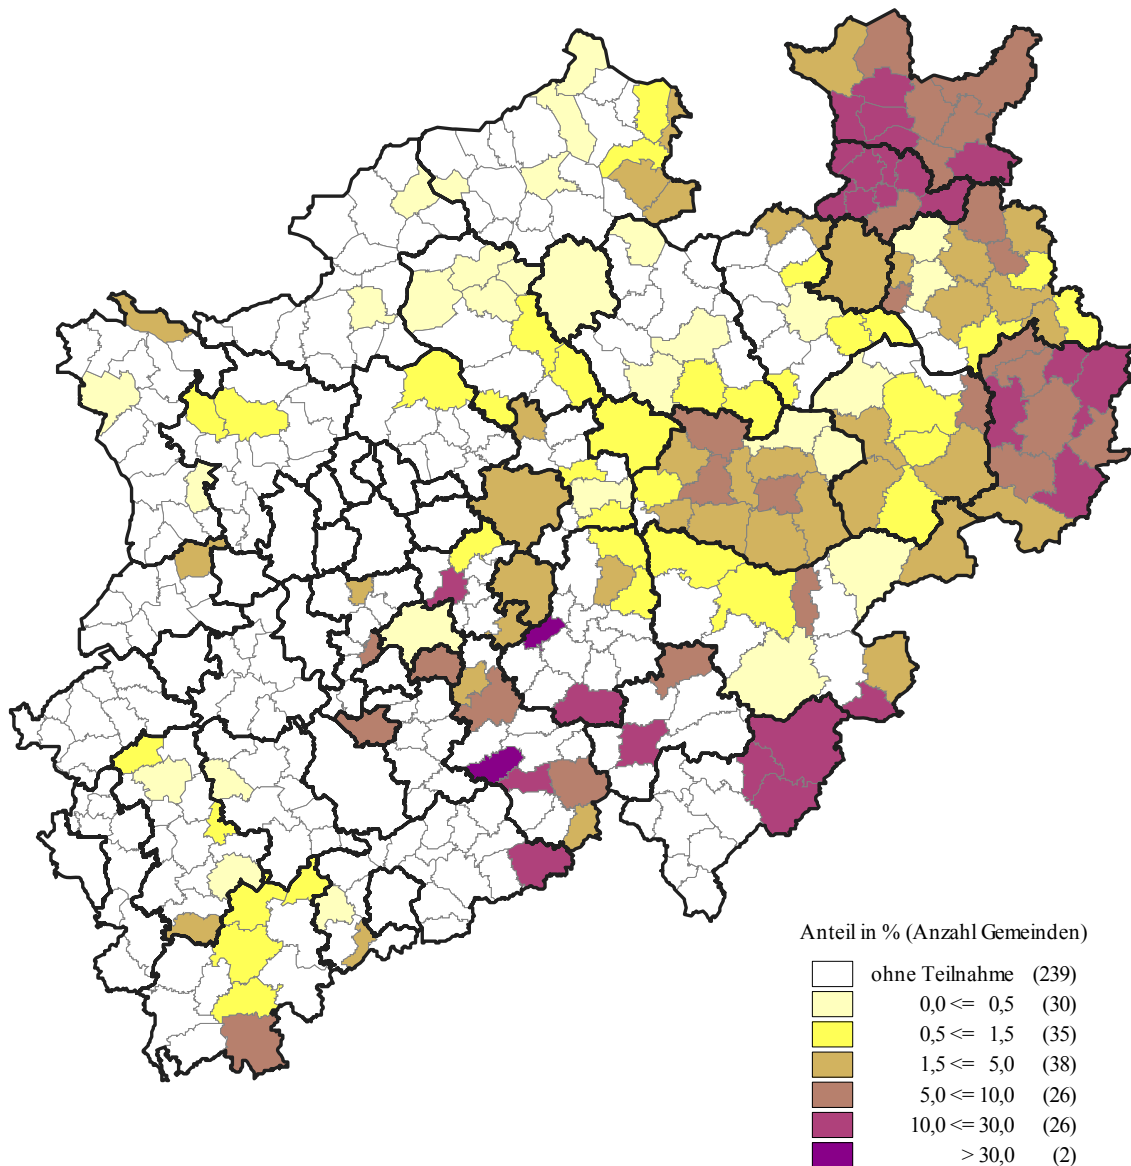 Anteil in % (Anzahl Gemeinden)
ohne Teilnahme (239)
0,0 <= 0,5 (30)
0,5 <= 1,5 (35)
1,5 <= 5,0 (38)
5,0 <= 10,0 (26)
10,0 <= 30,0 (26)
> 30,0 (2)